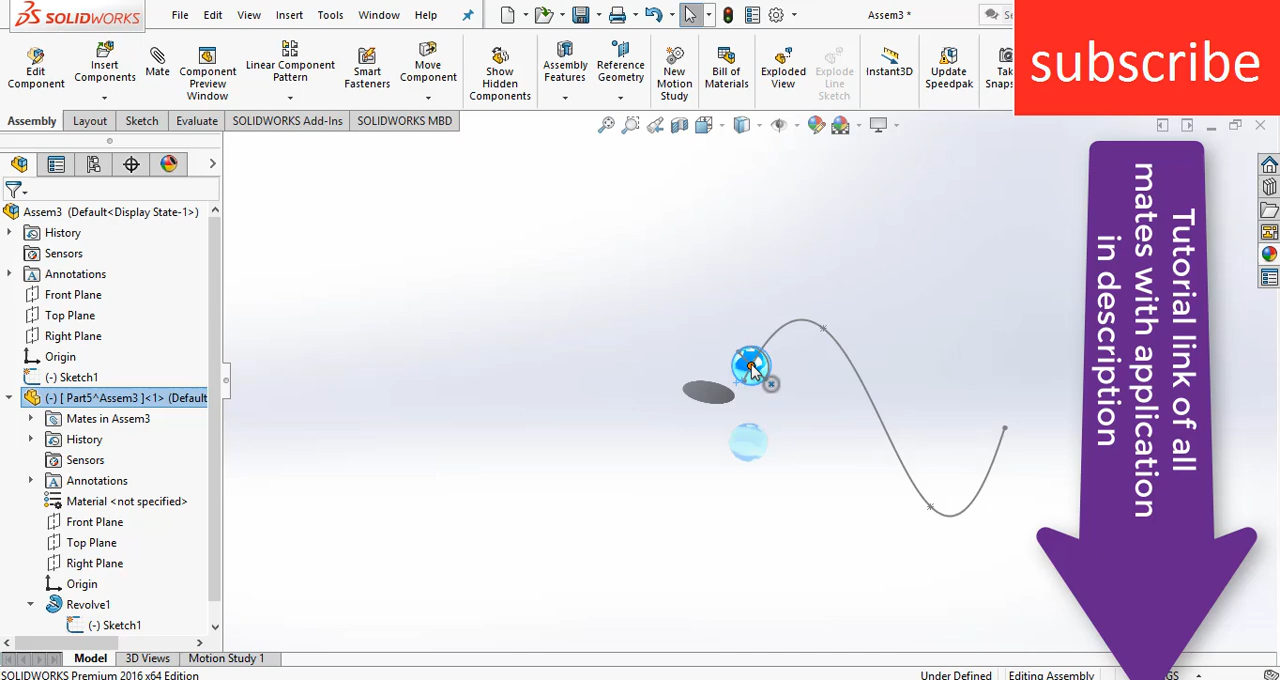 SOLIDWORKS
File Edit View Insert Tools Window Help
Assem3 *
subscribe
Edit Component
Insert Components
Mate
Component Preview Window
Linear Component Pattern
Smart Fasteners
Move Component
Show Hidden Components
Assembly Features
Reference Geometry
New Motion Study
Bill of Materials
Exploded View
Explode Line Sketch
Instant3D
Update Speedpak
Assembly Layout Sketch Evaluate SOLIDWORKS Add-Ins SOLIDWORKS MBD
Assem3 (Default<Display State-1>)
History
Sensors
Annotations
Front Plane
Top Plane
Right Plane
Origin
(-) Sketch1
(-) [ Part5^Assem3 ]<1> (Default
Mates in Assem3
History
Sensors
Annotations
Material <not specified>
Front Plane
Top Plane
Right Plane
Origin
Revolve1
(-) Sketch1
Tutorial link of all
mates with application
in description
Model 3D Views Motion Study 1
SOLIDWORKS Premium 2016 x64 Edition
Under Defined
Editing Assembly